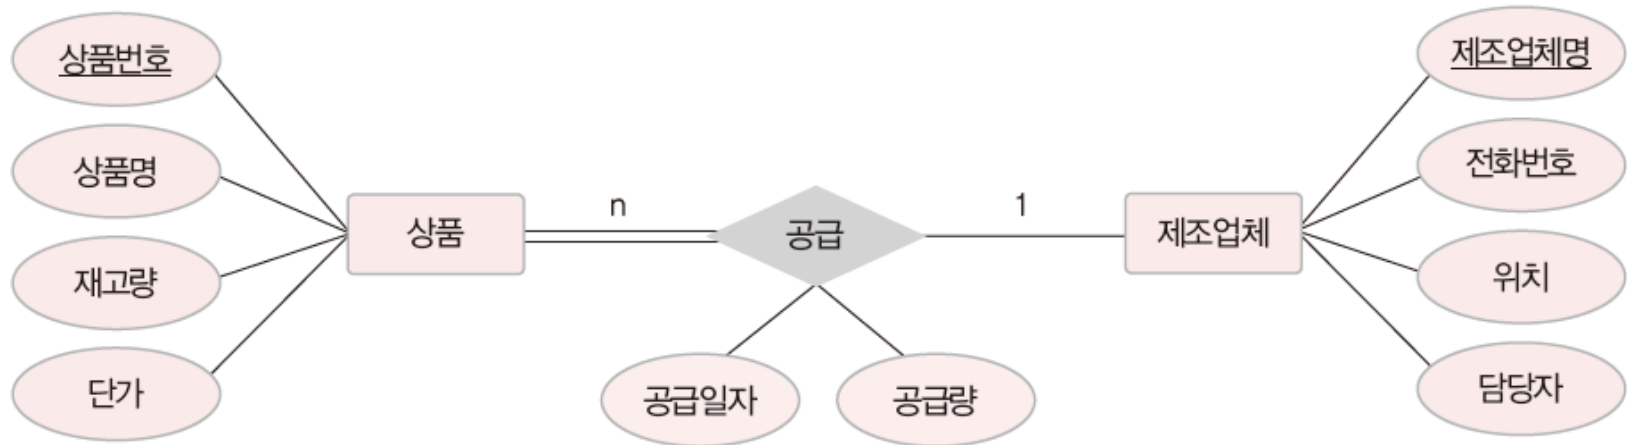 상품번호
상품명
재고량
단가
상품
n
공급
1
제조업체
공급일자
공급량
제조업체명
전화번호
위치
담당자